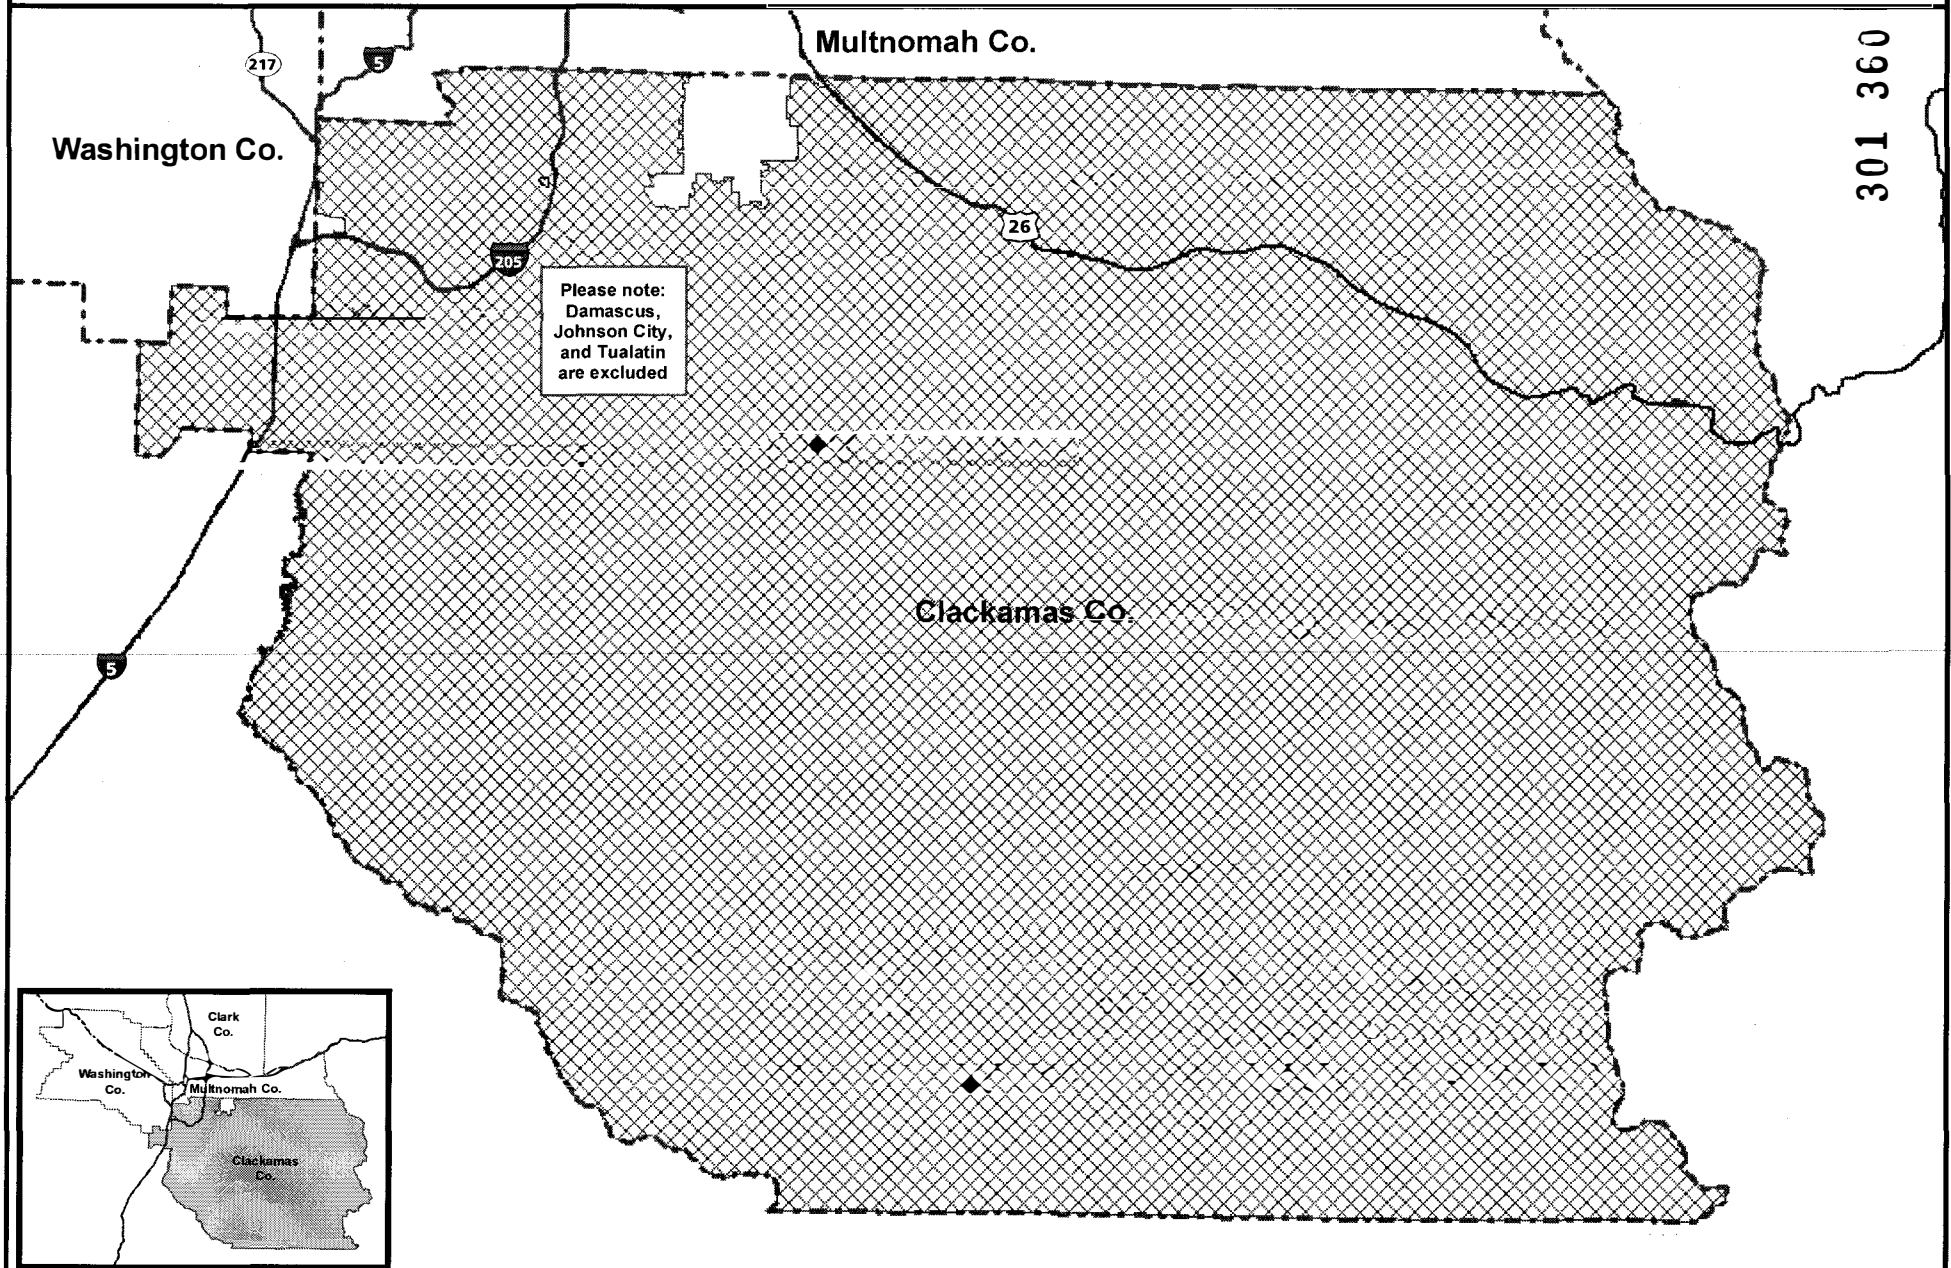 Multnomah Co.
217
5
301 360
Washington Co.
26
205
Please note:
Damascus,
Johnson City,
and Tualatin
are excluded
Clackamas Co.
5
Clark
Co.
Washington
Co.
Multnomah Co.
Clackamas
Co.